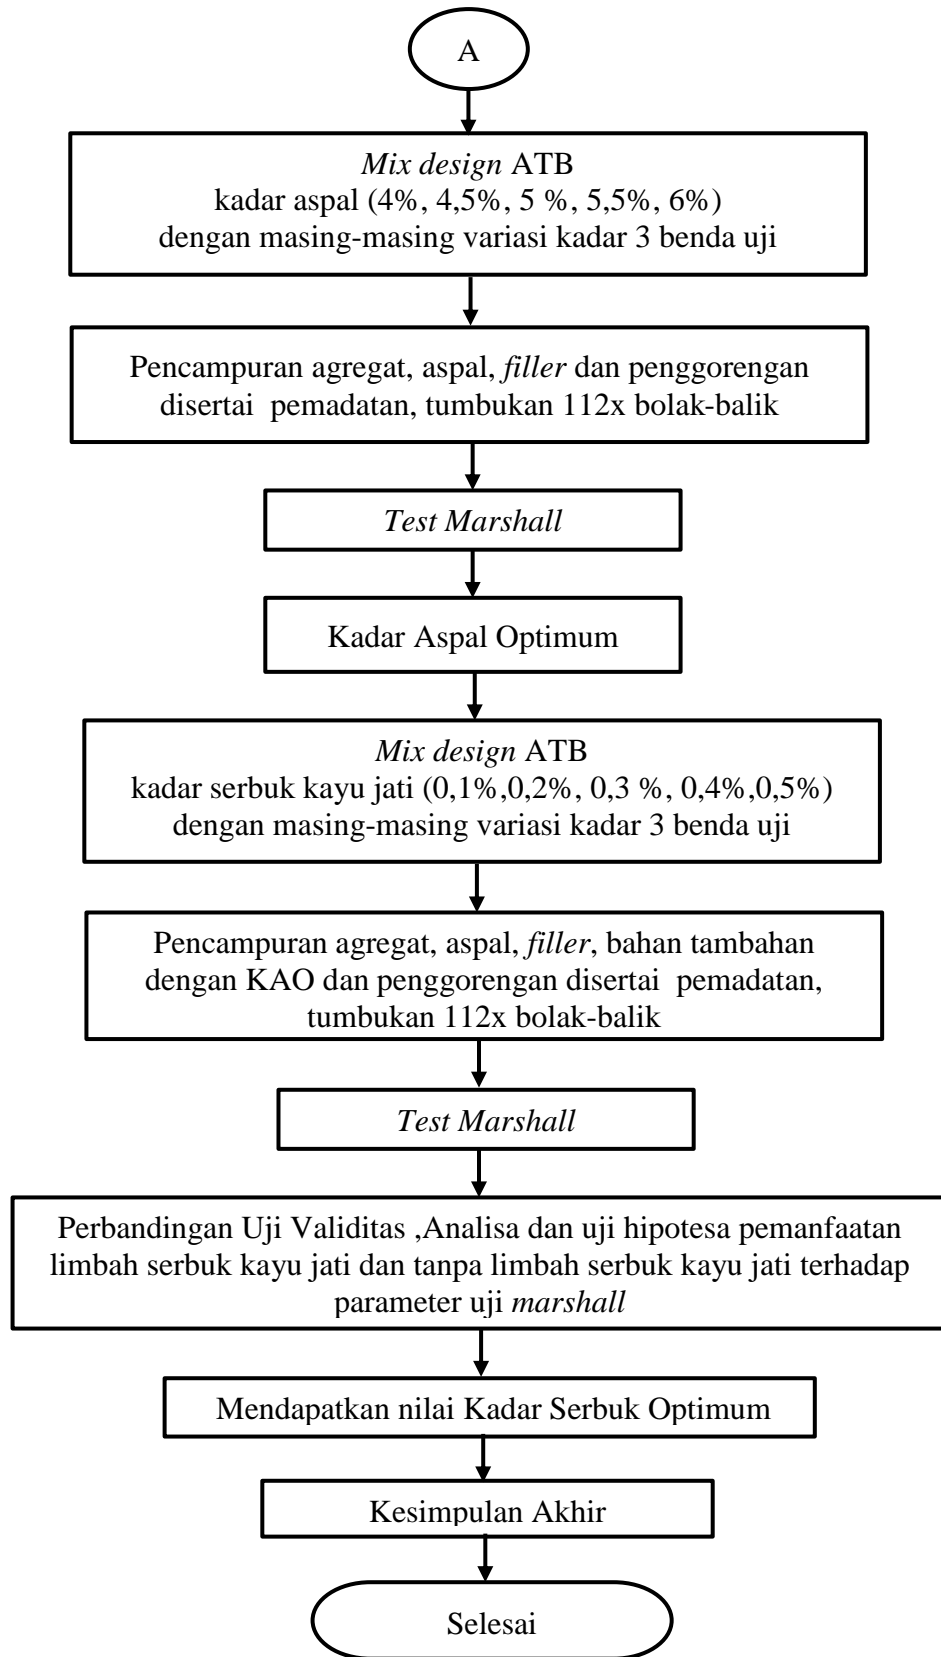 A
Mix design ATB
kadar aspal (4%, 4,5%, 5 %, 5,5%, 6%)
dengan masing-masing variasi kadar 3 benda uji
Pencampuran agregat, aspal, filler dan penggorengan
disertai  pemadatan, tumbukan 112x bolak-balik
Test Marshall
Kadar Aspal Optimum
Mix design ATB
kadar serbuk kayu jati (0,1%,0,2%, 0,3 %, 0,4%,0,5%)
dengan masing-masing variasi kadar 3 benda uji
Pencampuran agregat, aspal, filler, bahan tambahan
dengan KAO dan penggorengan disertai  pemadatan,
tumbukan 112x bolak-balik
Test Marshall
Perbandingan Uji Validitas ,Analisa dan uji hipotesa pemanfaatan
limbah serbuk kayu jati dan tanpa limbah serbuk kayu jati terhadap
parameter uji marshall
Mendapatkan nilai Kadar Serbuk Optimum
Kesimpulan Akhir
Selesai